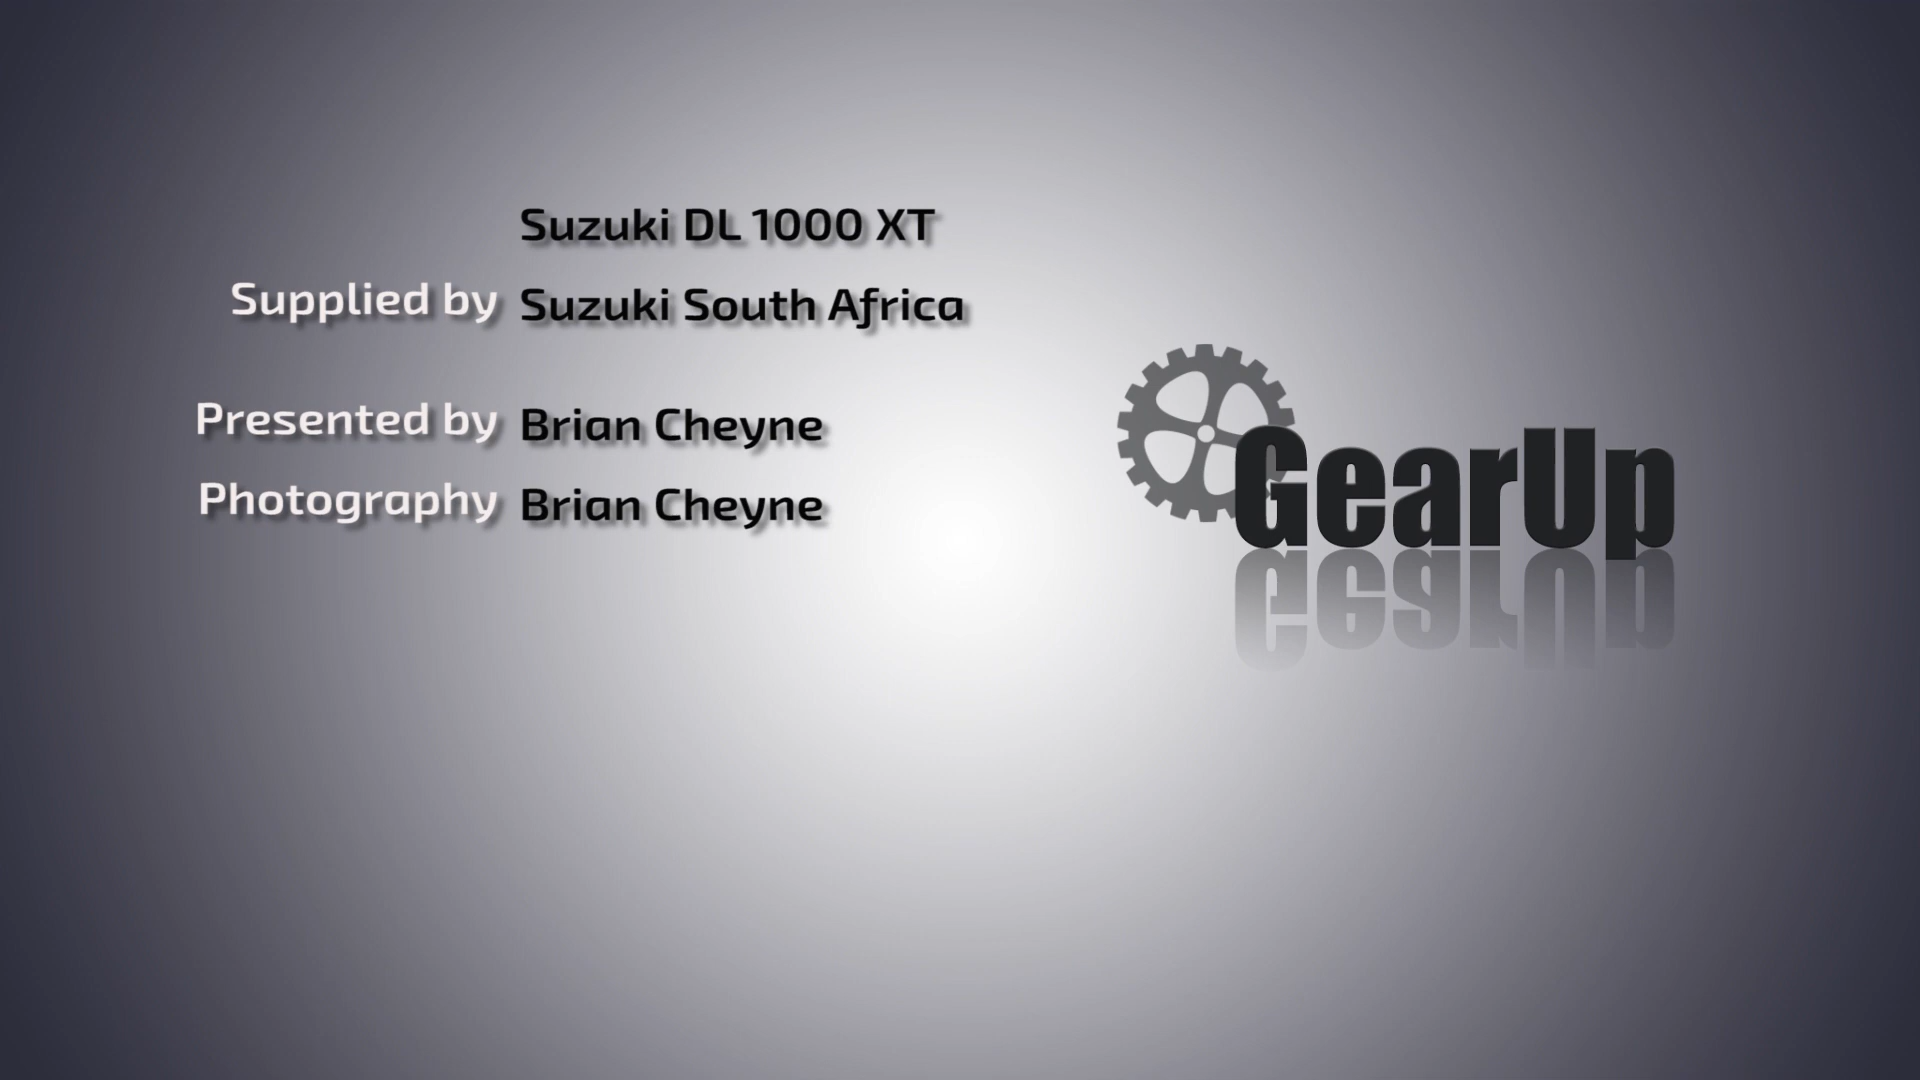 Suzuki DL 1000 XT
Supplied by Suzuki South Africa
Presented by Brian Cheyne
Photography Brian Cheyne
GearUp